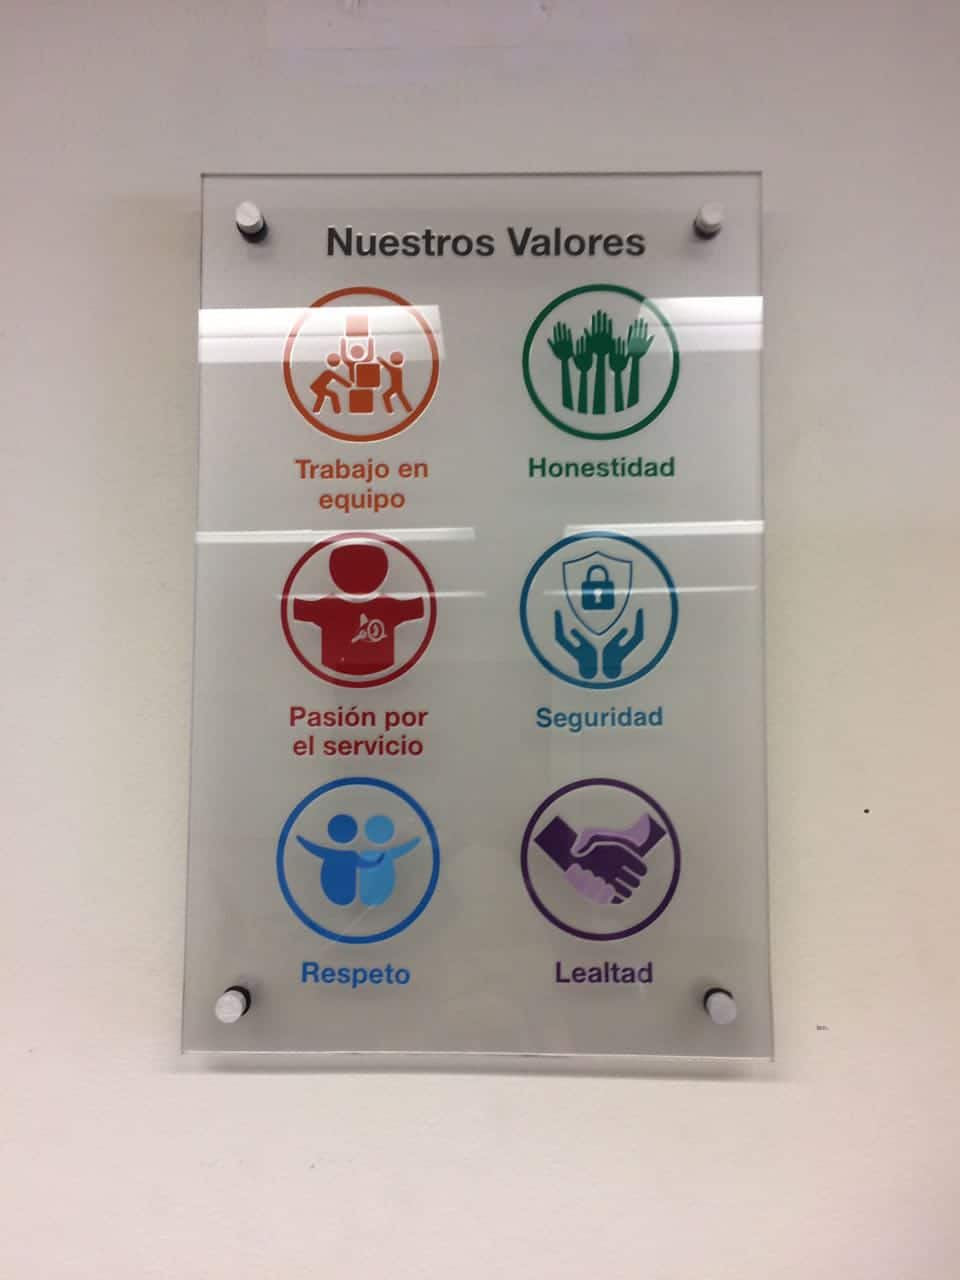 Nuestros Valores
Trabajo en
equipo
Honestidad
Pasión por
el servicio
Seguridad
Respeto
Lealtad